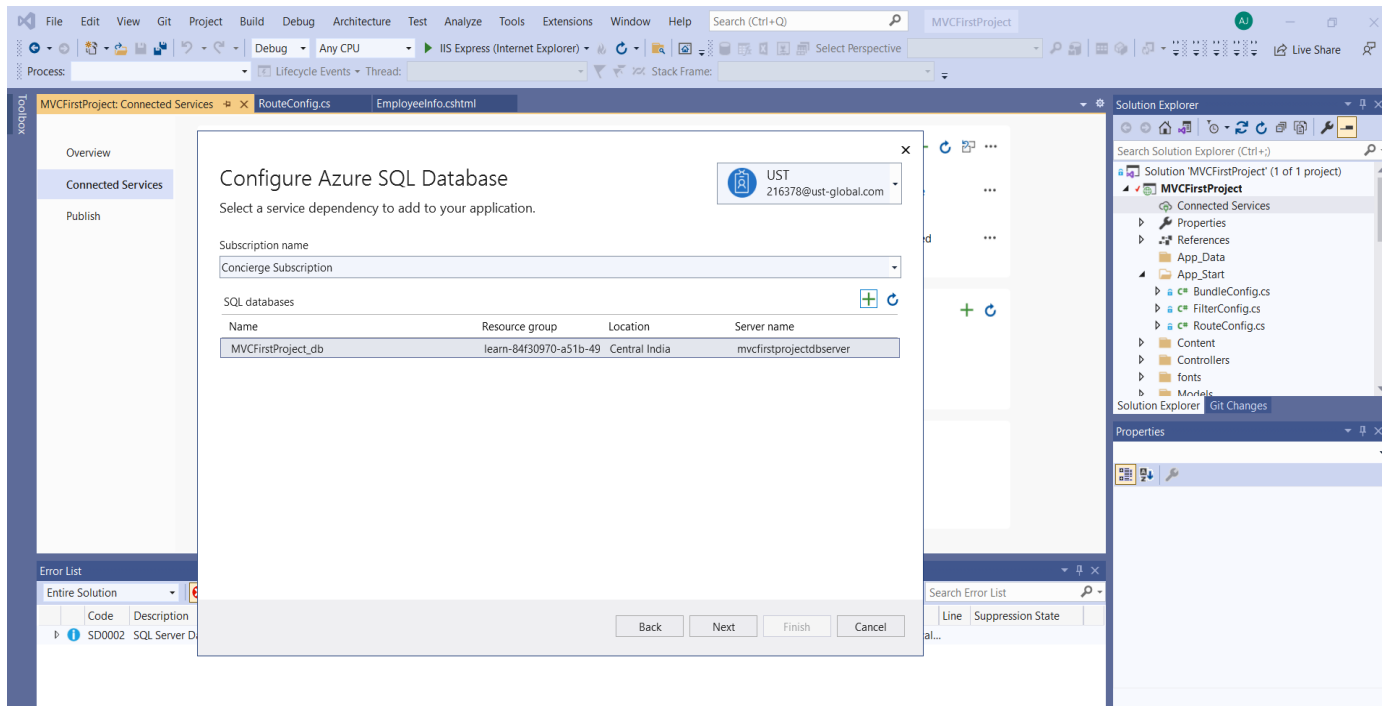 File Edit View Git Project Build Debug Architecture Test Analyze Tools Extensions Window Help Search (Ctrl+Q) MVCFirstProject AJ
Debug Any CPU IIS Express (Internet Explorer) Select Perspective Live Share
Process: Lifecycle Events Thread: Stack Frame:
Toolbox
MVCFirstProject: Connected Services RouteConfig.cs EmployeeInfo.cshtml
Overview
Connected Services
Publish
Configure Azure SQL Database
Select a service dependency to add to your application.
UST
216378@ust-global.com
Subscription name
Concierge Subscription
SQL databases
Name Resource group Location Server name
MVCFirstProject_db learn-84f30970-a51b-49 Central India mvcfirstprojectdbserver
Back Next Finish Cancel
Solution Explorer
Search Solution Explorer (Ctrl+;)
Solution 'MVCFirstProject' (1 of 1 project)
MVCFirstProject
Connected Services
Properties
References
App_Data
App_Start
C# BundleConfig.cs
C# FilterConfig.cs
C# RouteConfig.cs
Content
Controllers
fonts
Models
Solution Explorer Git Changes
Properties
Error List
Entire Solution Search Error List
Code Description Line Suppression State
SD0002 SQL Server